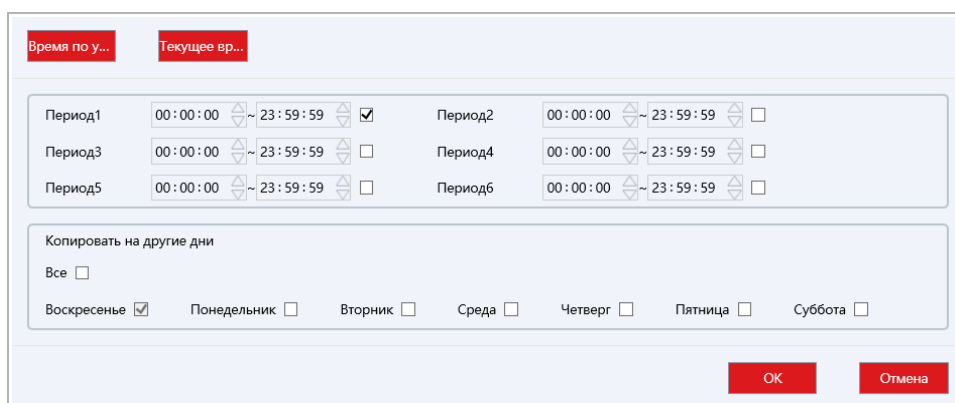 Время по у... Текущее вр...
Период1 00:00:00 ~ 23:59:59 Период2 00:00:00 ~ 23:59:59
Период3 00:00:00 ~ 23:59:59 Период4 00:00:00 ~ 23:59:59
Период5 00:00:00 ~ 23:59:59 Период6 00:00:00 ~ 23:59:59
Копировать на другие дни
Все
Воскресенье Понедельник Вторник Среда Четверг Пятница Суббота
OK Отмена